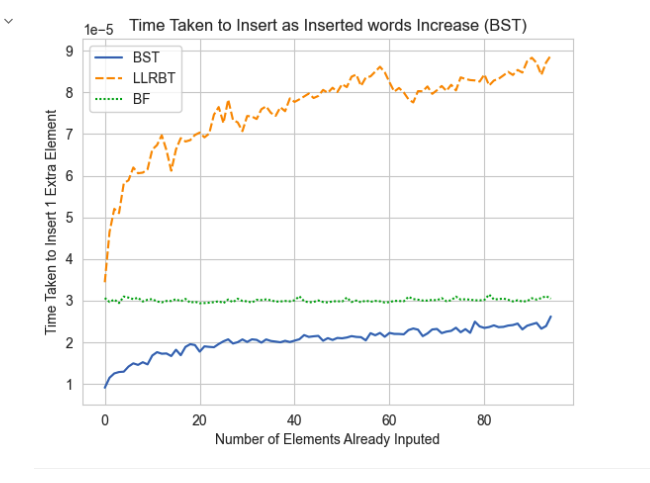 Time Taken to Insert as Inserted words Increase (BST)
1e−5
BST
LLRBT
BF
9
8
7
6
5
4
3
2
1
Time Taken to Insert 1 Extra Element
0 20 40 60 80
Number of Elements Already Inputed